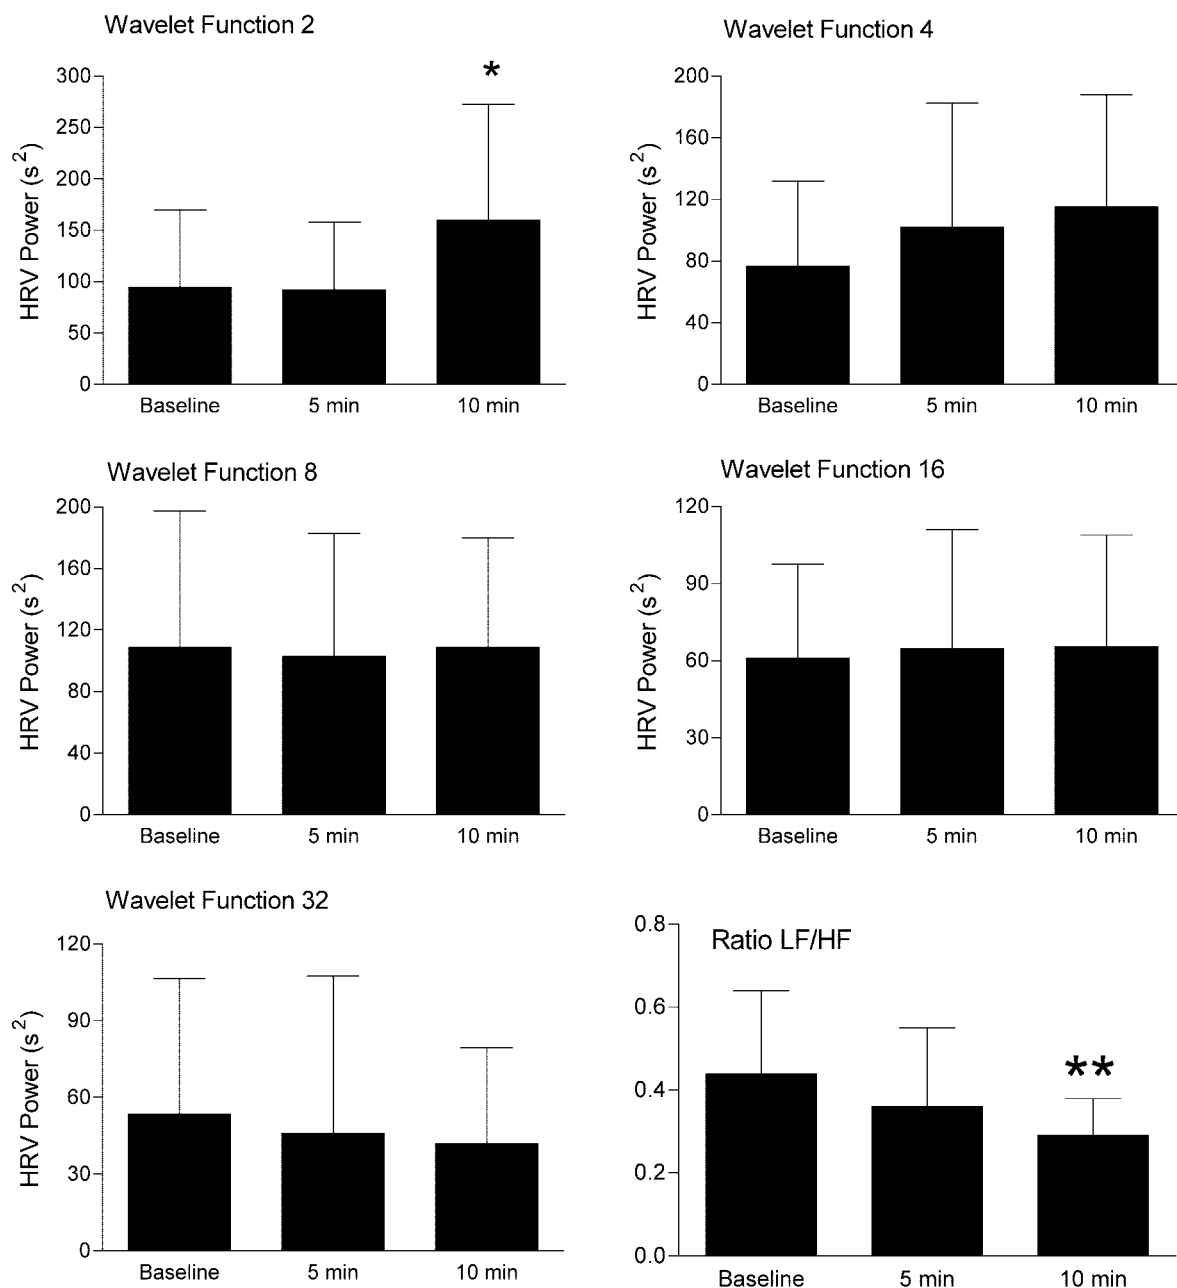 Wavelet Function 2
*
300
250
200
150
100
50
0
HRV Power (s²)
Baseline 5 min 10 min
Wavelet Function 4
200
160
120
80
40
0
HRV Power (s²)
Baseline 5 min 10 min
Wavelet Function 8
200
160
120
80
40
0
HRV Power (s²)
Baseline 5 min 10 min
Wavelet Function 16
120
90
60
30
0
HRV Power (s²)
Baseline 5 min 10 min
Wavelet Function 32
120
90
60
30
0
HRV Power (s²)
Baseline 5 min 10 min
Ratio LF/HF
**
0.8
0.6
0.4
0.2
0.0
Baseline 5 min 10 min